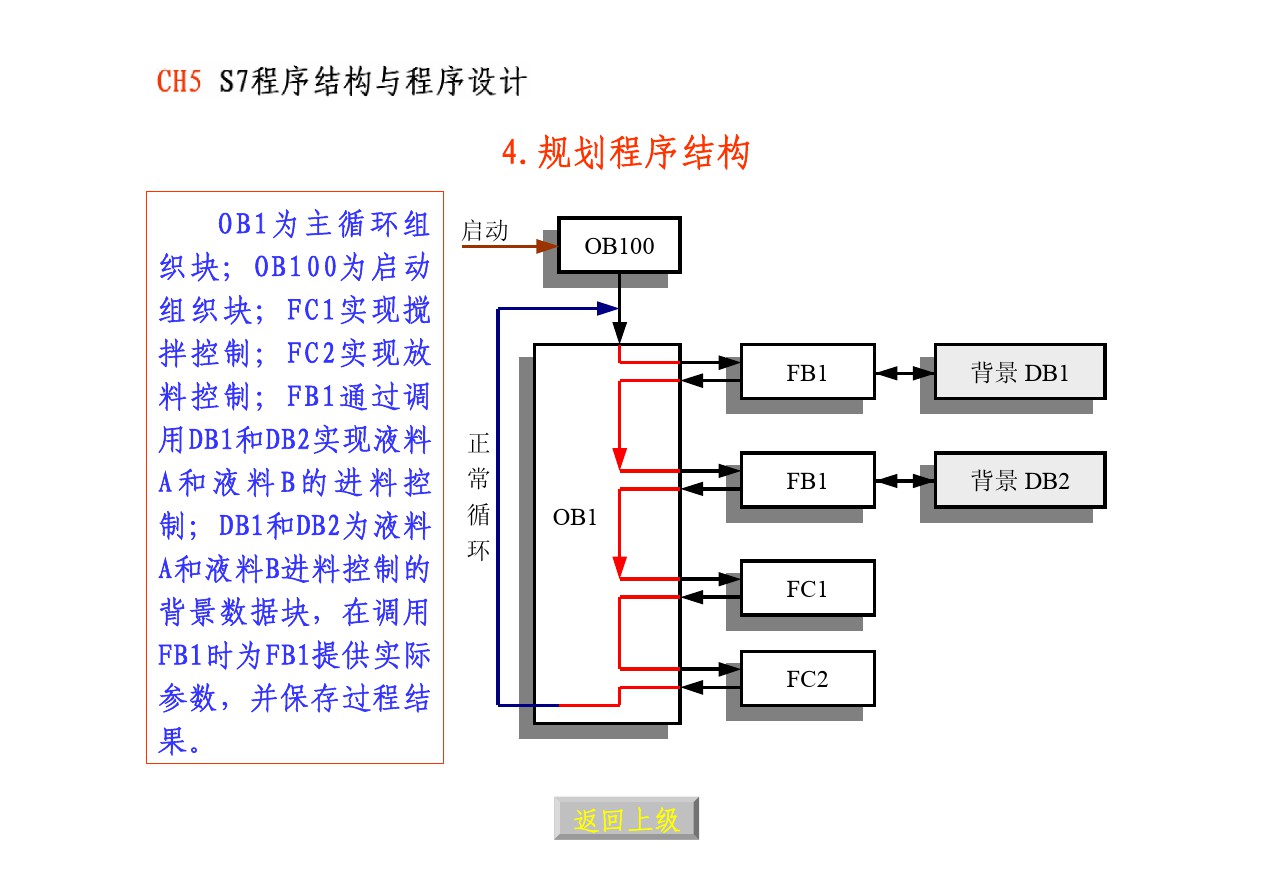 CH5 S7程序结构与程序设计
4.规划程序结构
OB1为主循环组
织块；OB100为启动
组织块；FC1实现搅
拌控制；FC2实现放
料控制；FB1通过调
用DB1和DB2实现液料
A和液料B的进料控
制；DB1和DB2为液料
A和液料B进料控制的
背景数据块，在调用
FB1时为FB1提供实际
参数，并保存过程结
果。
启动
OB100
正
常
循
环
OB1
FB1
背景 DB1
FB1
背景 DB2
FC1
FC2
返回上级